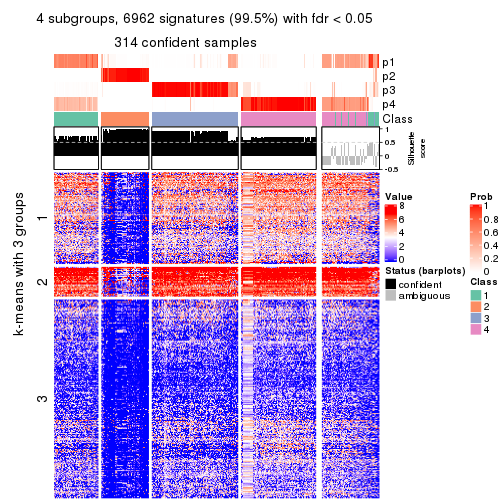 4 subgroups, 6962 signatures (99.5%) with fdr < 0.05
314 confident samples
p1
p2
p3
p4
Class
1
0.5
0
-0.5
Silhouette
score
k-means with 3 groups
1
2
3
Value
8
6
4
2
0
Status (barplots)
confident
ambiguous
Prob
1
0.8
0.6
0.4
0.2
0
Class
1
2
3
4